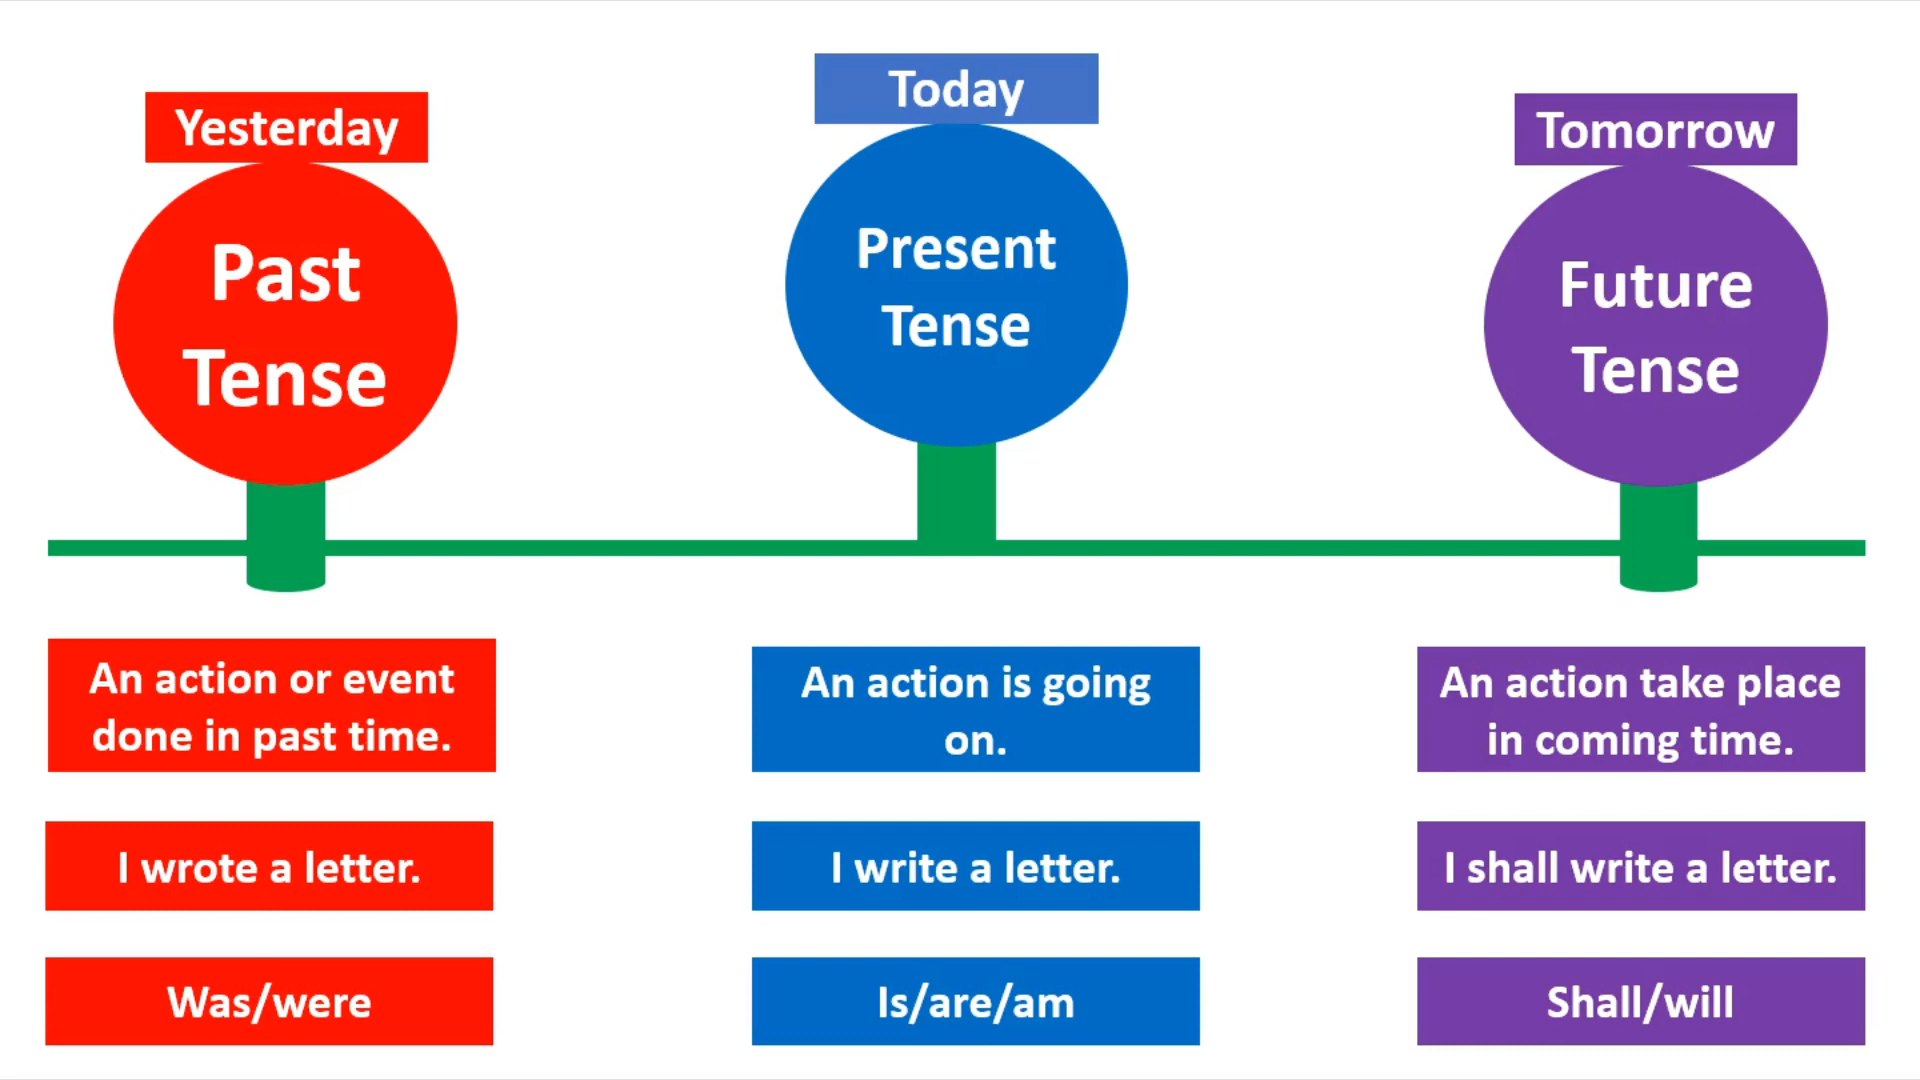 Yesterday
Past
Tense
An action or event
done in past time.
I wrote a letter.
Was/were
Today
Present
Tense
An action is going
on.
I write a letter.
Is/are/am
Tomorrow
Future
Tense
An action take place
in coming time.
I shall write a letter.
Shall/will